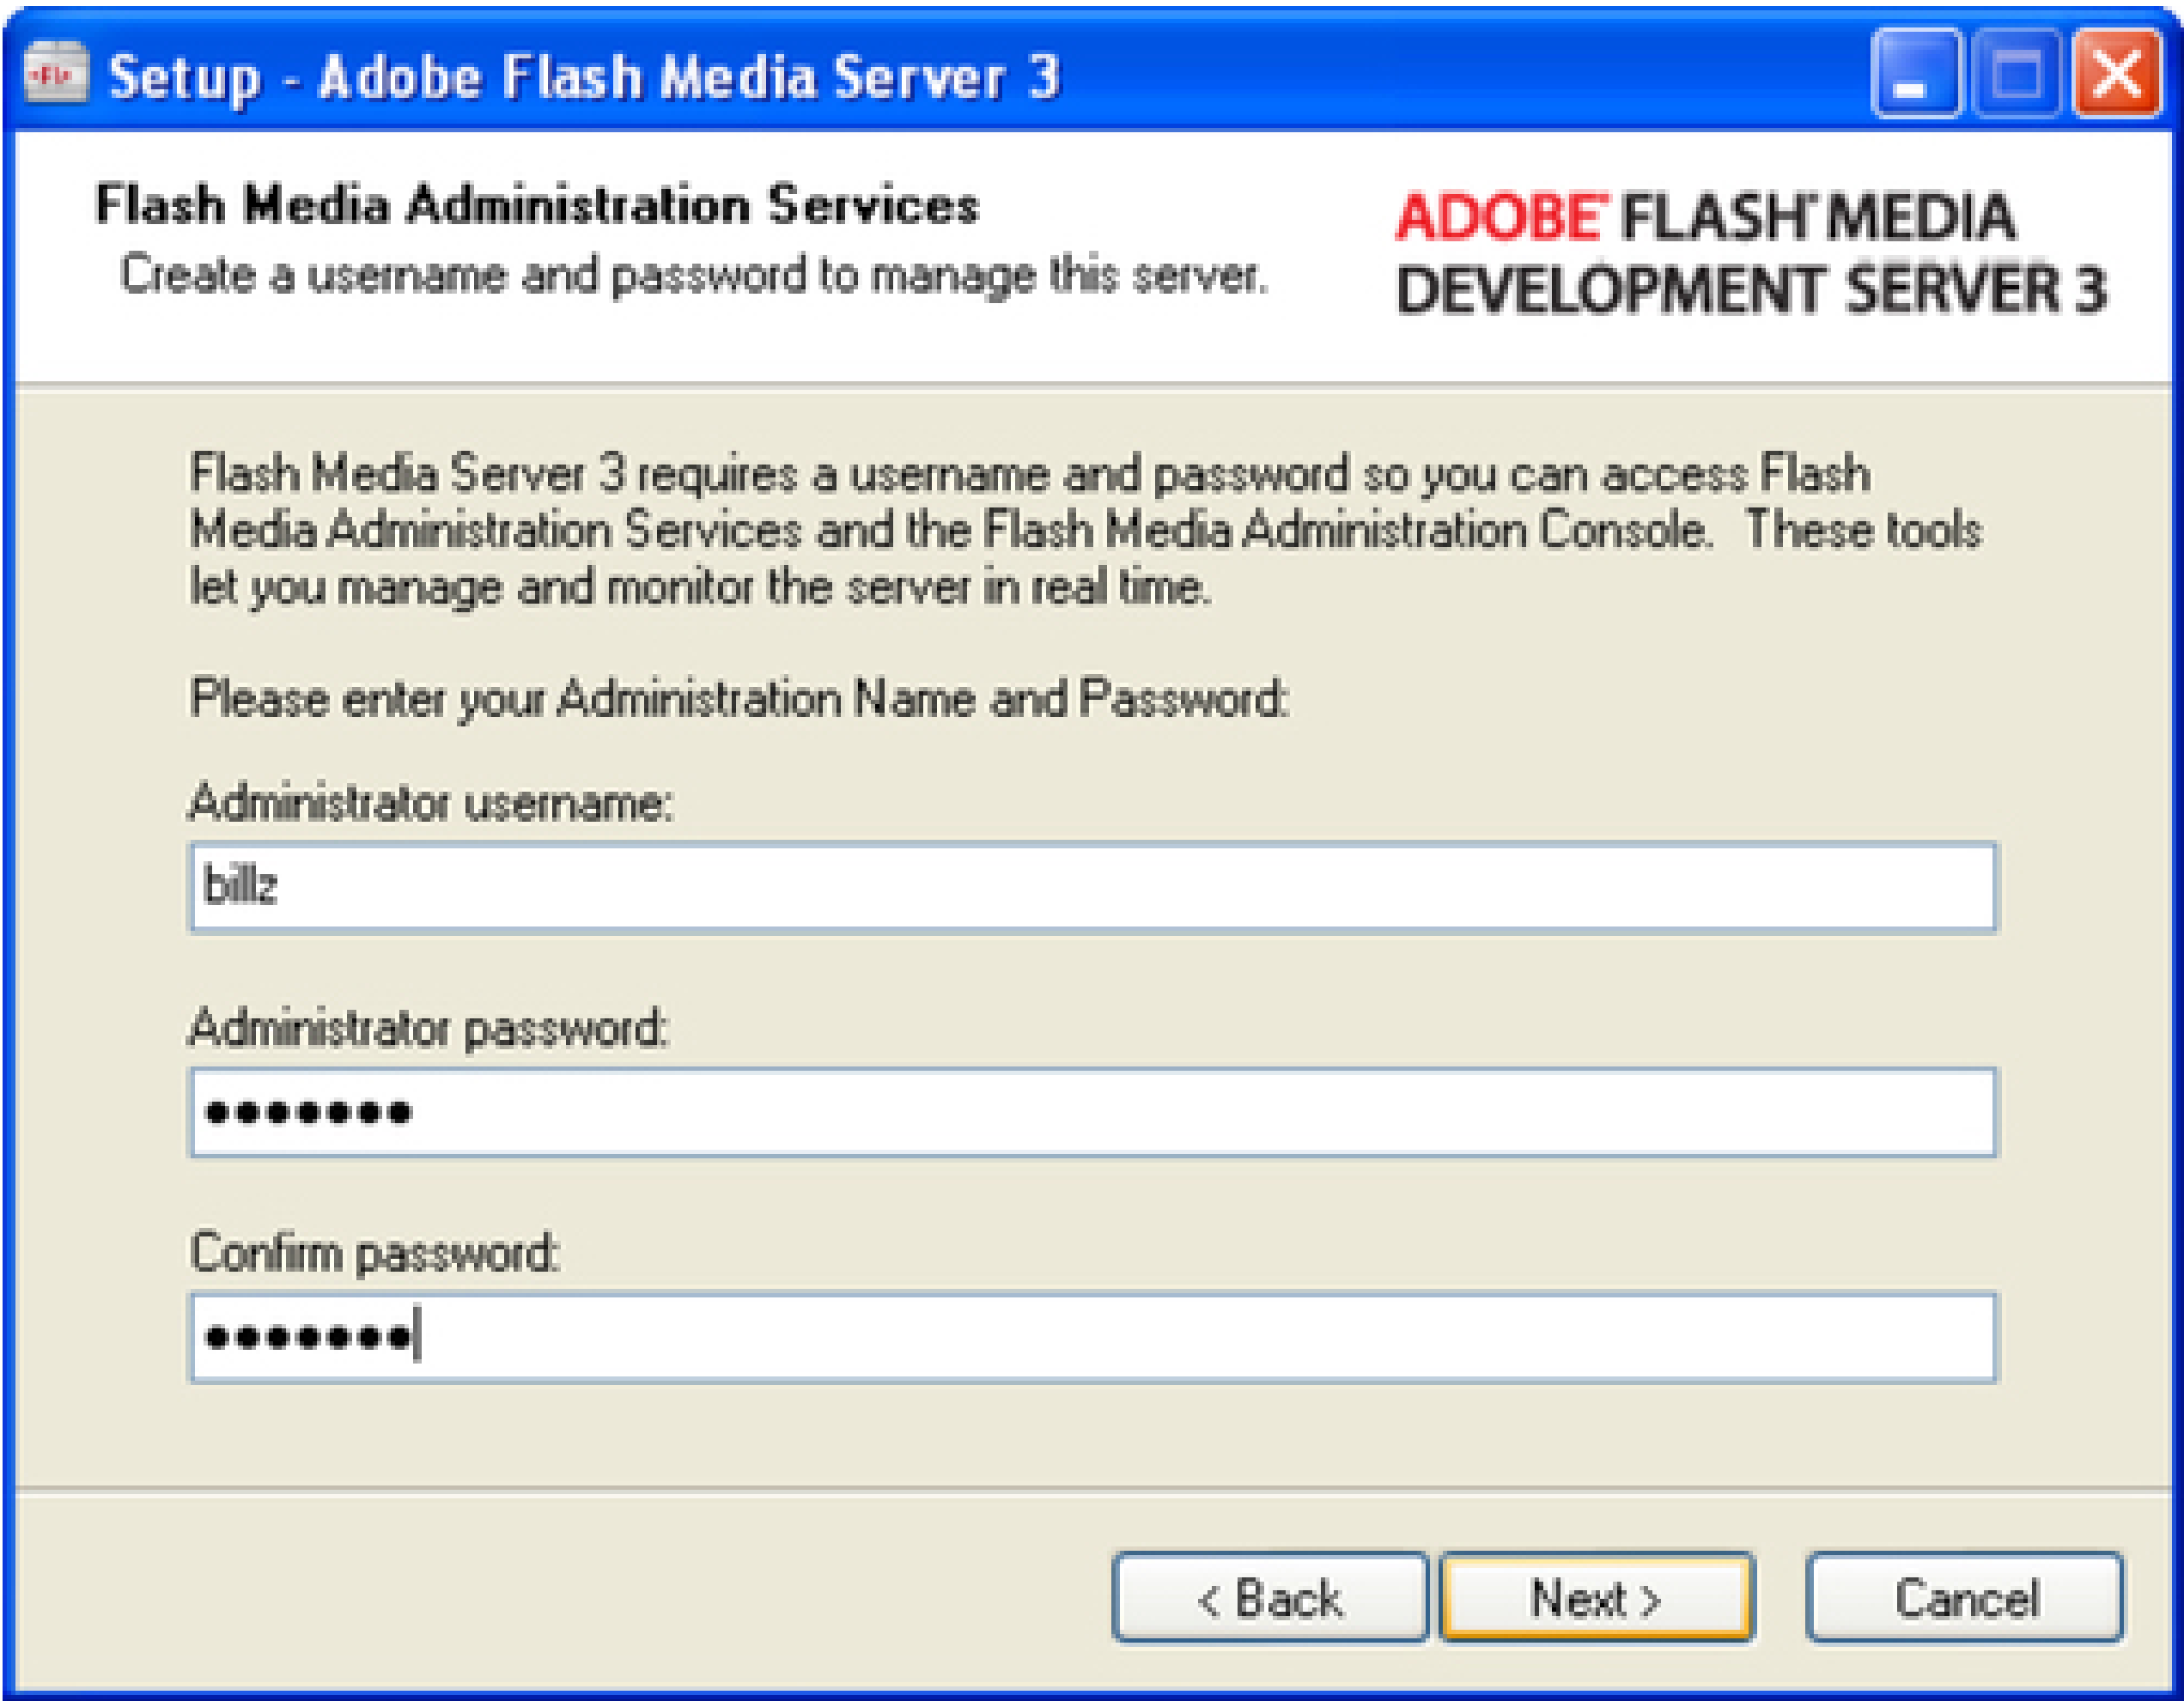 Setup - Adobe Flash Media Server 3
Flash Media Administration Services
Create a username and password to manage this server.
ADOBE® FLASH® MEDIA
DEVELOPMENT SERVER 3
Flash Media Server 3 requires a username and password so you can access Flash
Media Administration Services and the Flash Media Administration Console.  These tools
let you manage and monitor the server in real time.
Please enter your Administration Name and Password:
Administrator username:
billz
Administrator password:
•••••••
Confirm password:
•••••••
< Back
Next >
Cancel